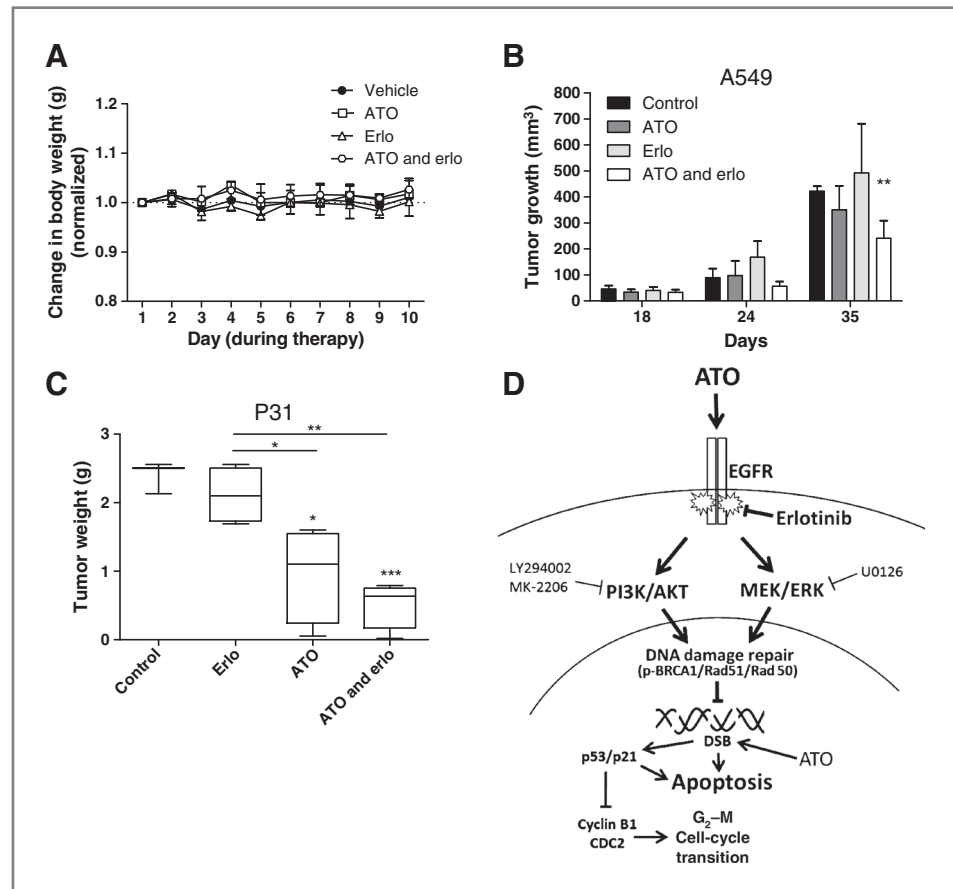 A
Change in body weight (g)
(normalized)
1.2
1.1
1.0
0.9
0.8
Vehicle
ATO
Erlo
ATO and erlo
1 2 3 4 5 6 7 8 9 10
Day (during therapy)
B
A549
Tumor growth (mm³)
800
700
600
500
400
300
200
100
0
Control
ATO
Erlo
ATO and erlo
**
18 24 35
Days
C
P31
Tumor weight (g)
3
2
1
0
**
*
*
***
Control Erlo ATO ATO and erlo
D
ATO
EGFR
Erlotinib
LY294002
MK-2206
PI3K/AKT
MEK/ERK
U0126
DNA damage repair
(p-BRCA1/Rad51/Rad 50)
DSB
p53/p21
ATO
Apoptosis
Cyclin B1
CDC2
G₂–M
Cell-cycle
transition